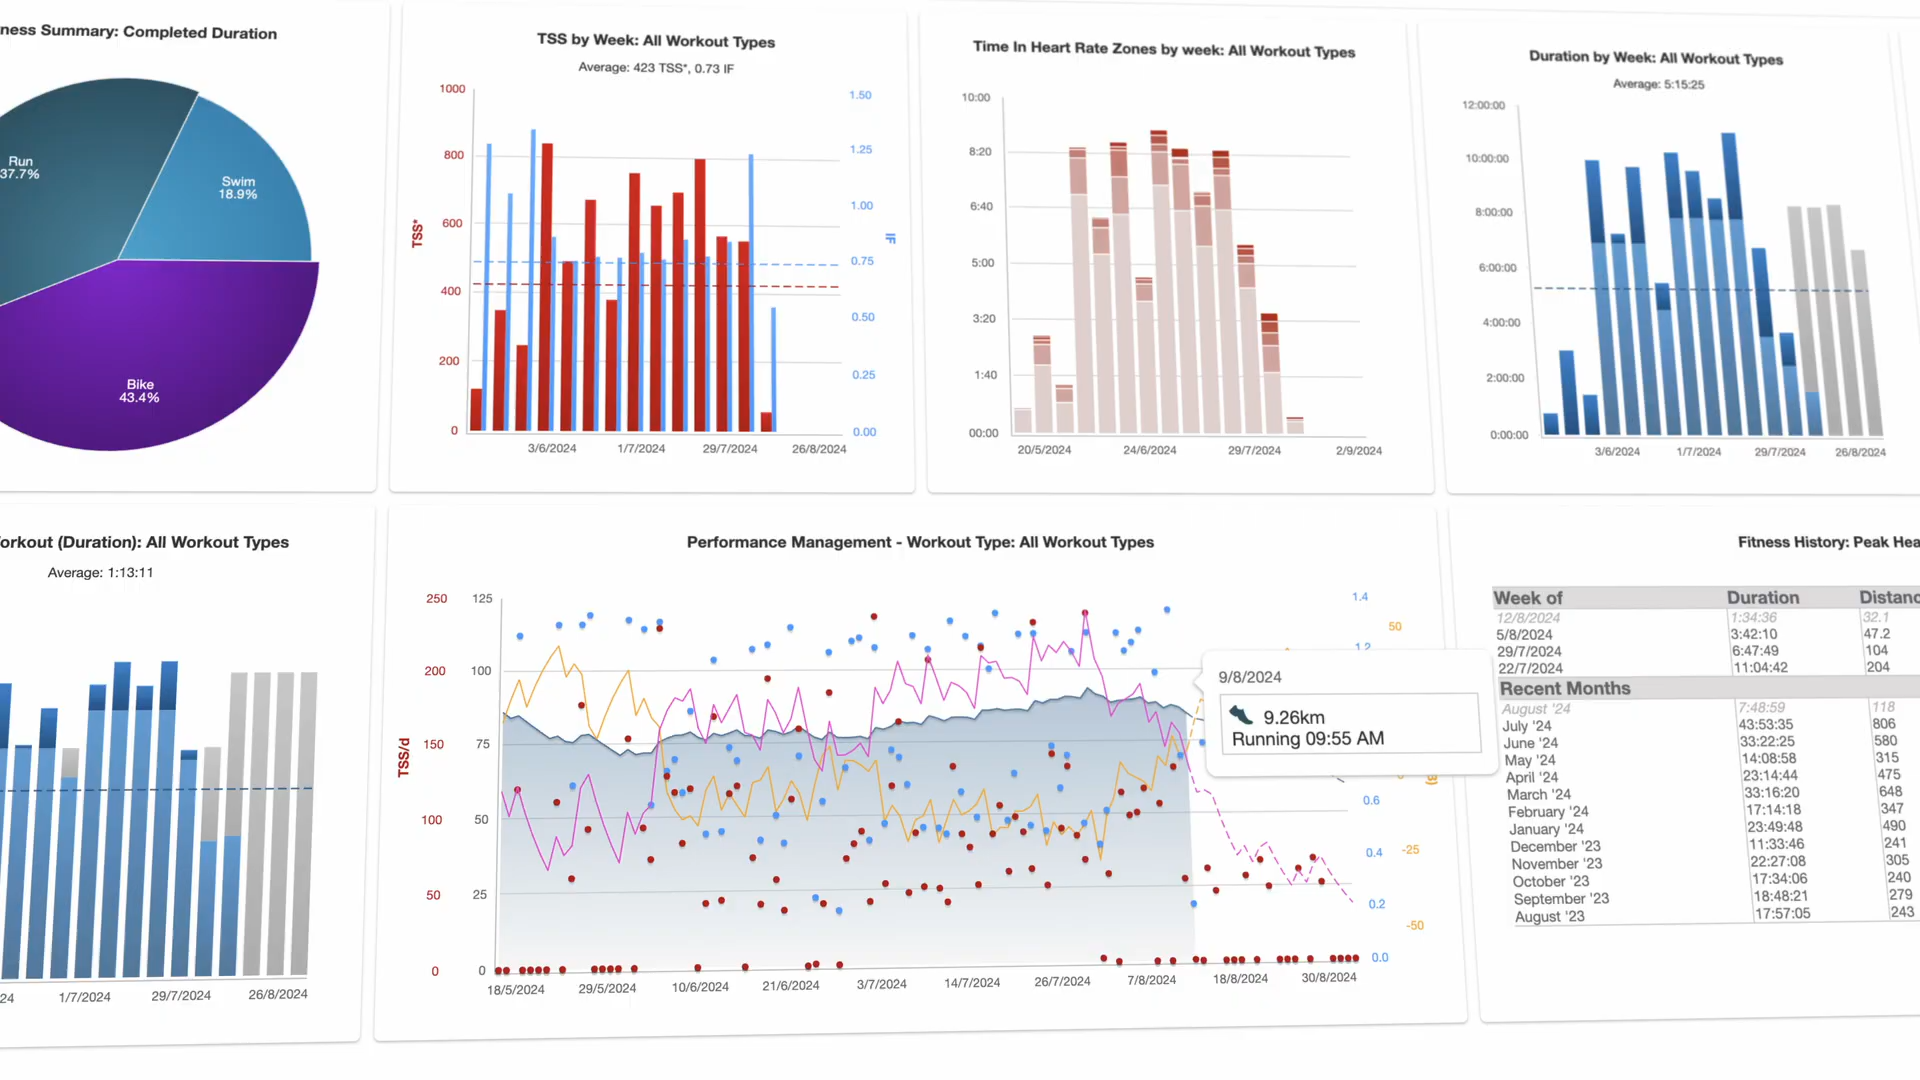 ness Summary: Completed Duration
Run
37.7%
Swim
18.9%
Bike
43.4%
TSS by Week: All Workout Types
Average: 423 TSS*, 0.73 IF
1000
800
600
400
200
0
TSS*
1.50
1.25
1.00
0.75
0.50
0.25
0.00
IF
3/6/2024
1/7/2024
29/7/2024
26/8/2024
Time In Heart Rate Zones by week: All Workout Types
10:00
8:20
6:40
5:00
3:20
1:40
00:00
20/5/2024
24/6/2024
29/7/2024
2/9/2024
Duration by Week: All Workout Types
Average: 5:15:25
12:00:00
10:00:00
8:00:00
6:00:00
4:00:00
2:00:00
0:00:00
3/6/2024
1/7/2024
29/7/2024
26/8/2024
orkout (Duration): All Workout Types
Average: 1:13:11
24
1/7/2024
29/7/2024
26/8/2024
Performance Management - Workout Type: All Workout Types
250
200
150
100
50
0
TSS/d
125
100
75
50
25
0
1.4
1.2
0.6
0.4
0.2
0.0
50
-25
-50
18/5/2024
29/5/2024
10/6/2024
21/6/2024
3/7/2024
14/7/2024
26/7/2024
7/8/2024
18/8/2024
30/8/2024
9/8/2024
9.26km
Running 09:55 AM
Fitness History: Peak Hea
Week of Duration Distanc
12/8/2024 1:34:36 32.1
5/8/2024 3:42:10 47.2
29/7/2024 6:47:49 104
22/7/2024 11:04:42 204
Recent Months
August '24 7:48:59 118
July '24 43:53:35 806
June '24 33:22:25 580
May '24 14:08:58 315
April '24 23:14:44 475
March '24 33:16:20 648
February '24 17:14:18 347
January '24 23:49:48 490
December '23 11:33:46 241
November '23 22:27:08 305
October '23 17:34:06 240
September '23 18:48:21 279
August '23 17:57:05 243